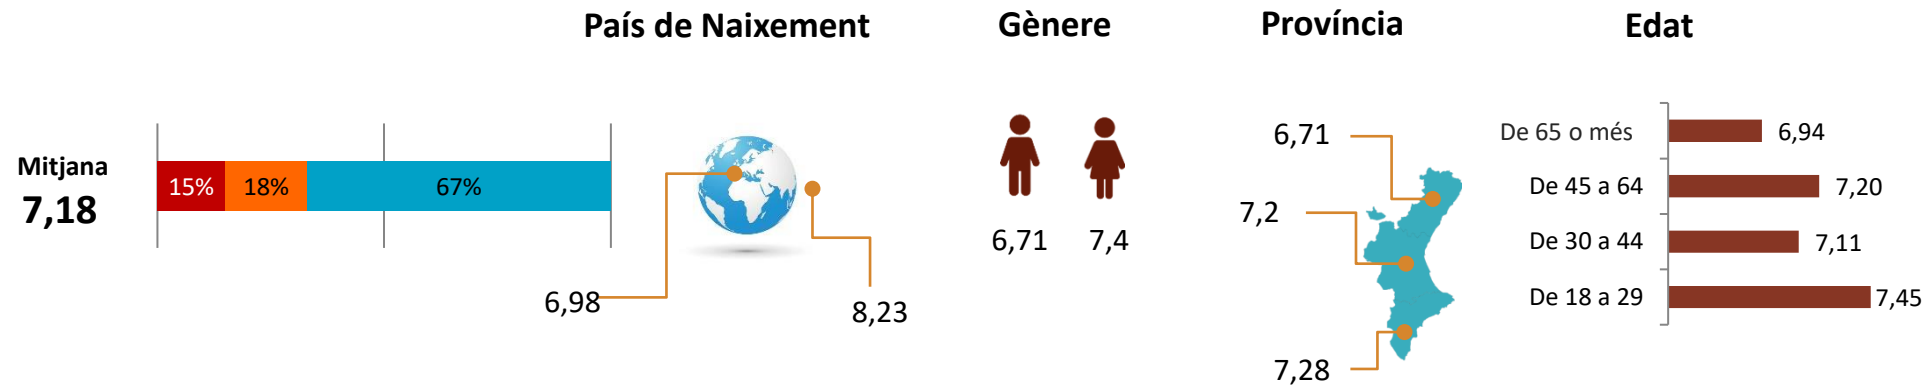 País de Naixement
Gènere
Província
Edat
Mitjana
7,18
15%
18%
67%
6,98
8,23
6,71
7,4
6,71
7,2
7,28
De 65 o més
6,94
De 45 a 64
7,20
De 30 a 44
7,11
De 18 a 29
7,45